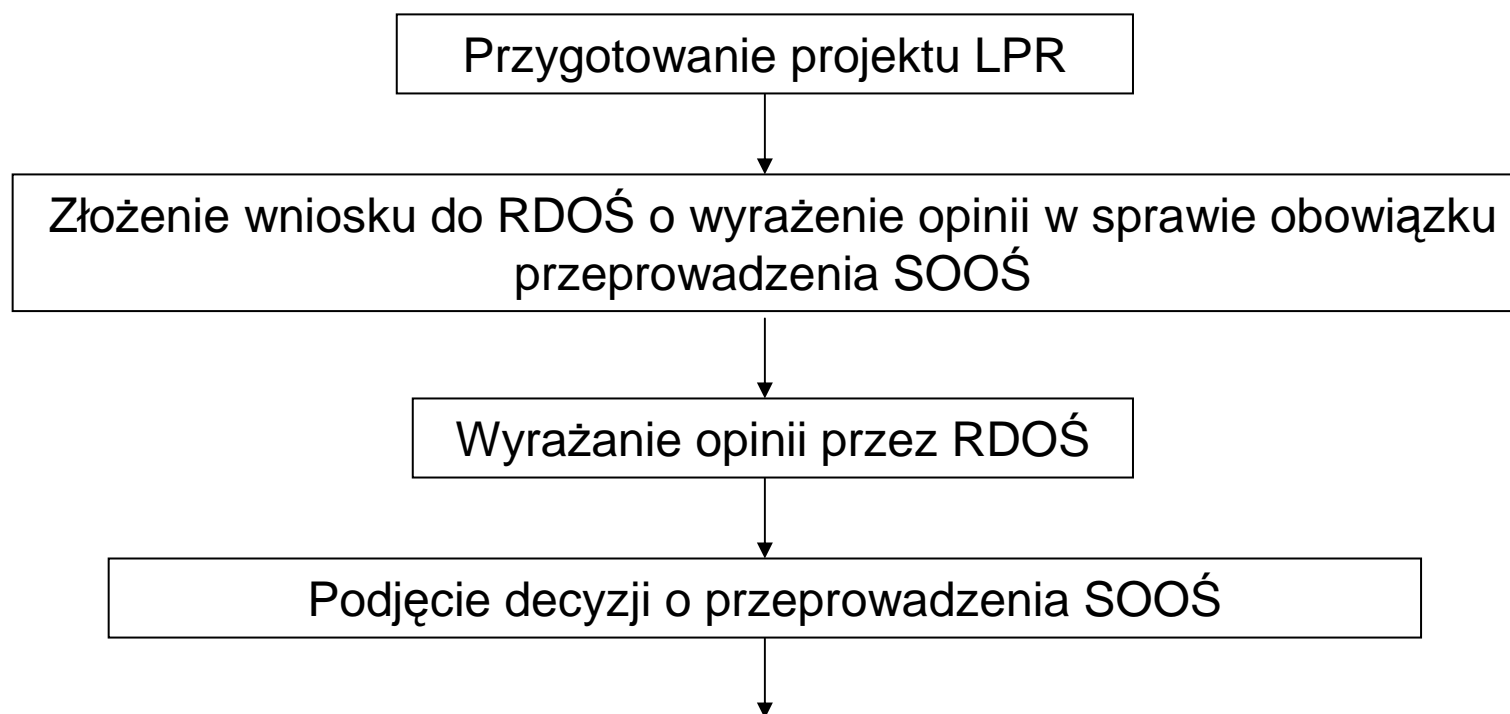 Przygotowanie projektu LPR
Złożenie wniosku do RDOŚ o wyrażenie opinii w sprawie obowiązku
przeprowadzenia SOOŚ
Wyrażanie opinii przez RDOŚ
Podjęcie decyzji o przeprowadzenia SOOŚ